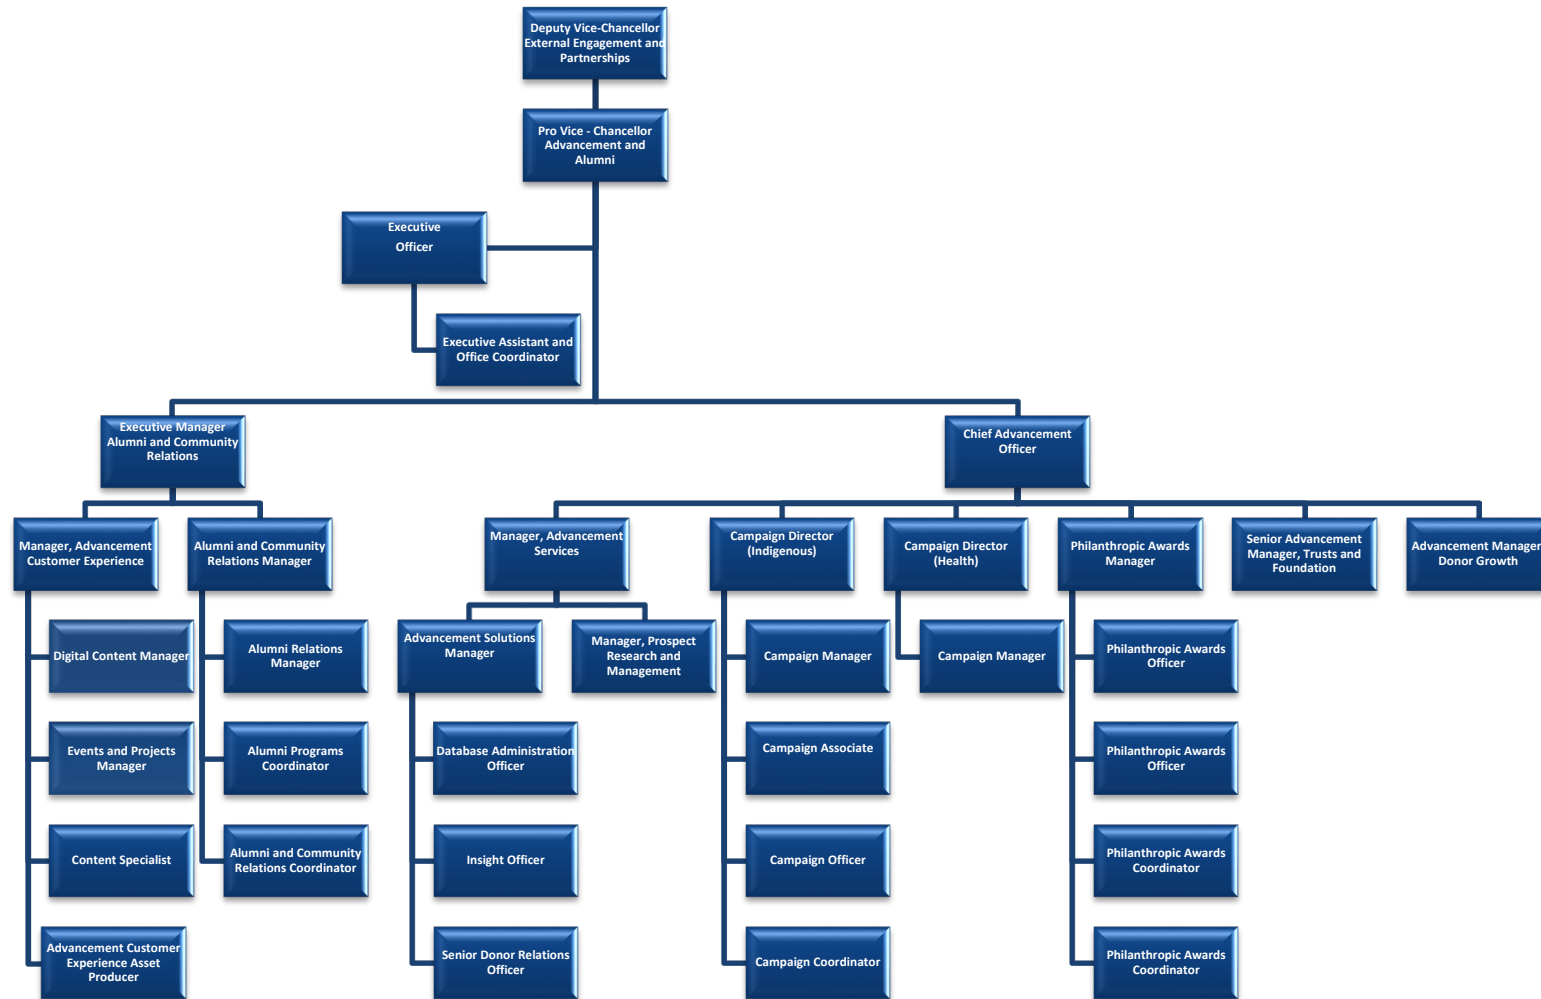 Deputy Vice-Chancellor
External Engagement and
Partnerships
Pro Vice - Chancellor
Advancement and
Alumni
Executive
Officer
Executive Assistant and
Office Coordinator
Executive Manager
Alumni and Community
Relations
Chief Advancement
Officer
Manager, Advancement
Customer Experience
Alumni and Community
Relations Manager
Manager, Advancement
Services
Campaign Director
(Indigenous)
Campaign Director
(Health)
Philanthropic Awards
Manager
Senior Advancement
Manager, Trusts and
Foundation
Advancement Manager
Donor Growth
Digital Content Manager
Alumni Relations
Manager
Advancement Solutions
Manager
Manager, Prospect
Research and
Management
Campaign Manager
Campaign Manager
Philanthropic Awards
Officer
Events and Projects
Manager
Alumni Programs
Coordinator
Database Administration
Officer
Campaign Associate
Philanthropic Awards
Officer
Content Specialist
Alumni and Community
Relations Coordinator
Insight Officer
Campaign Officer
Philanthropic Awards
Coordinator
Advancement Customer
Experience Asset
Producer
Senior Donor Relations
Officer
Campaign Coordinator
Philanthropic Awards
Coordinator